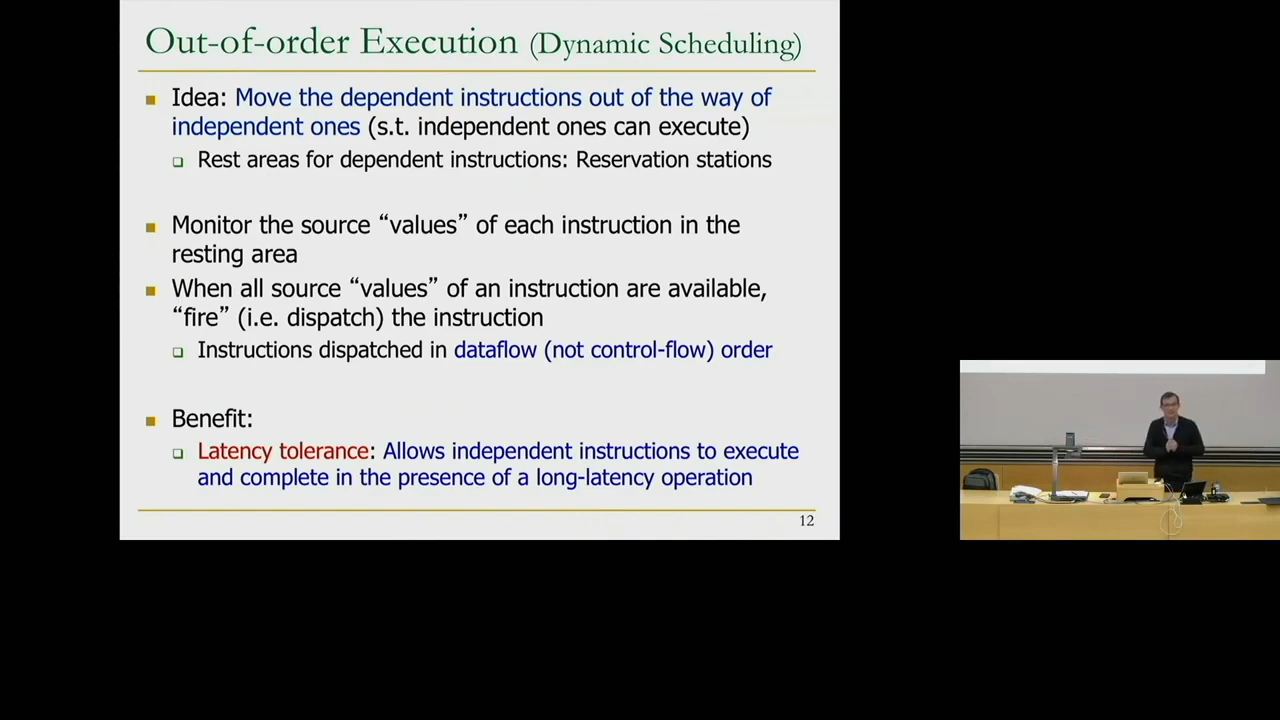 Out-of-order Execution (Dynamic Scheduling)
Idea: Move the dependent instructions out of the way of
independent ones (s.t. independent ones can execute)
Rest areas for dependent instructions: Reservation stations
Monitor the source “values” of each instruction in the
resting area
When all source “values” of an instruction are available,
“fire” (i.e. dispatch) the instruction
Instructions dispatched in dataflow (not control-flow) order
Benefit:
Latency tolerance: Allows independent instructions to execute
and complete in the presence of a long-latency operation
12